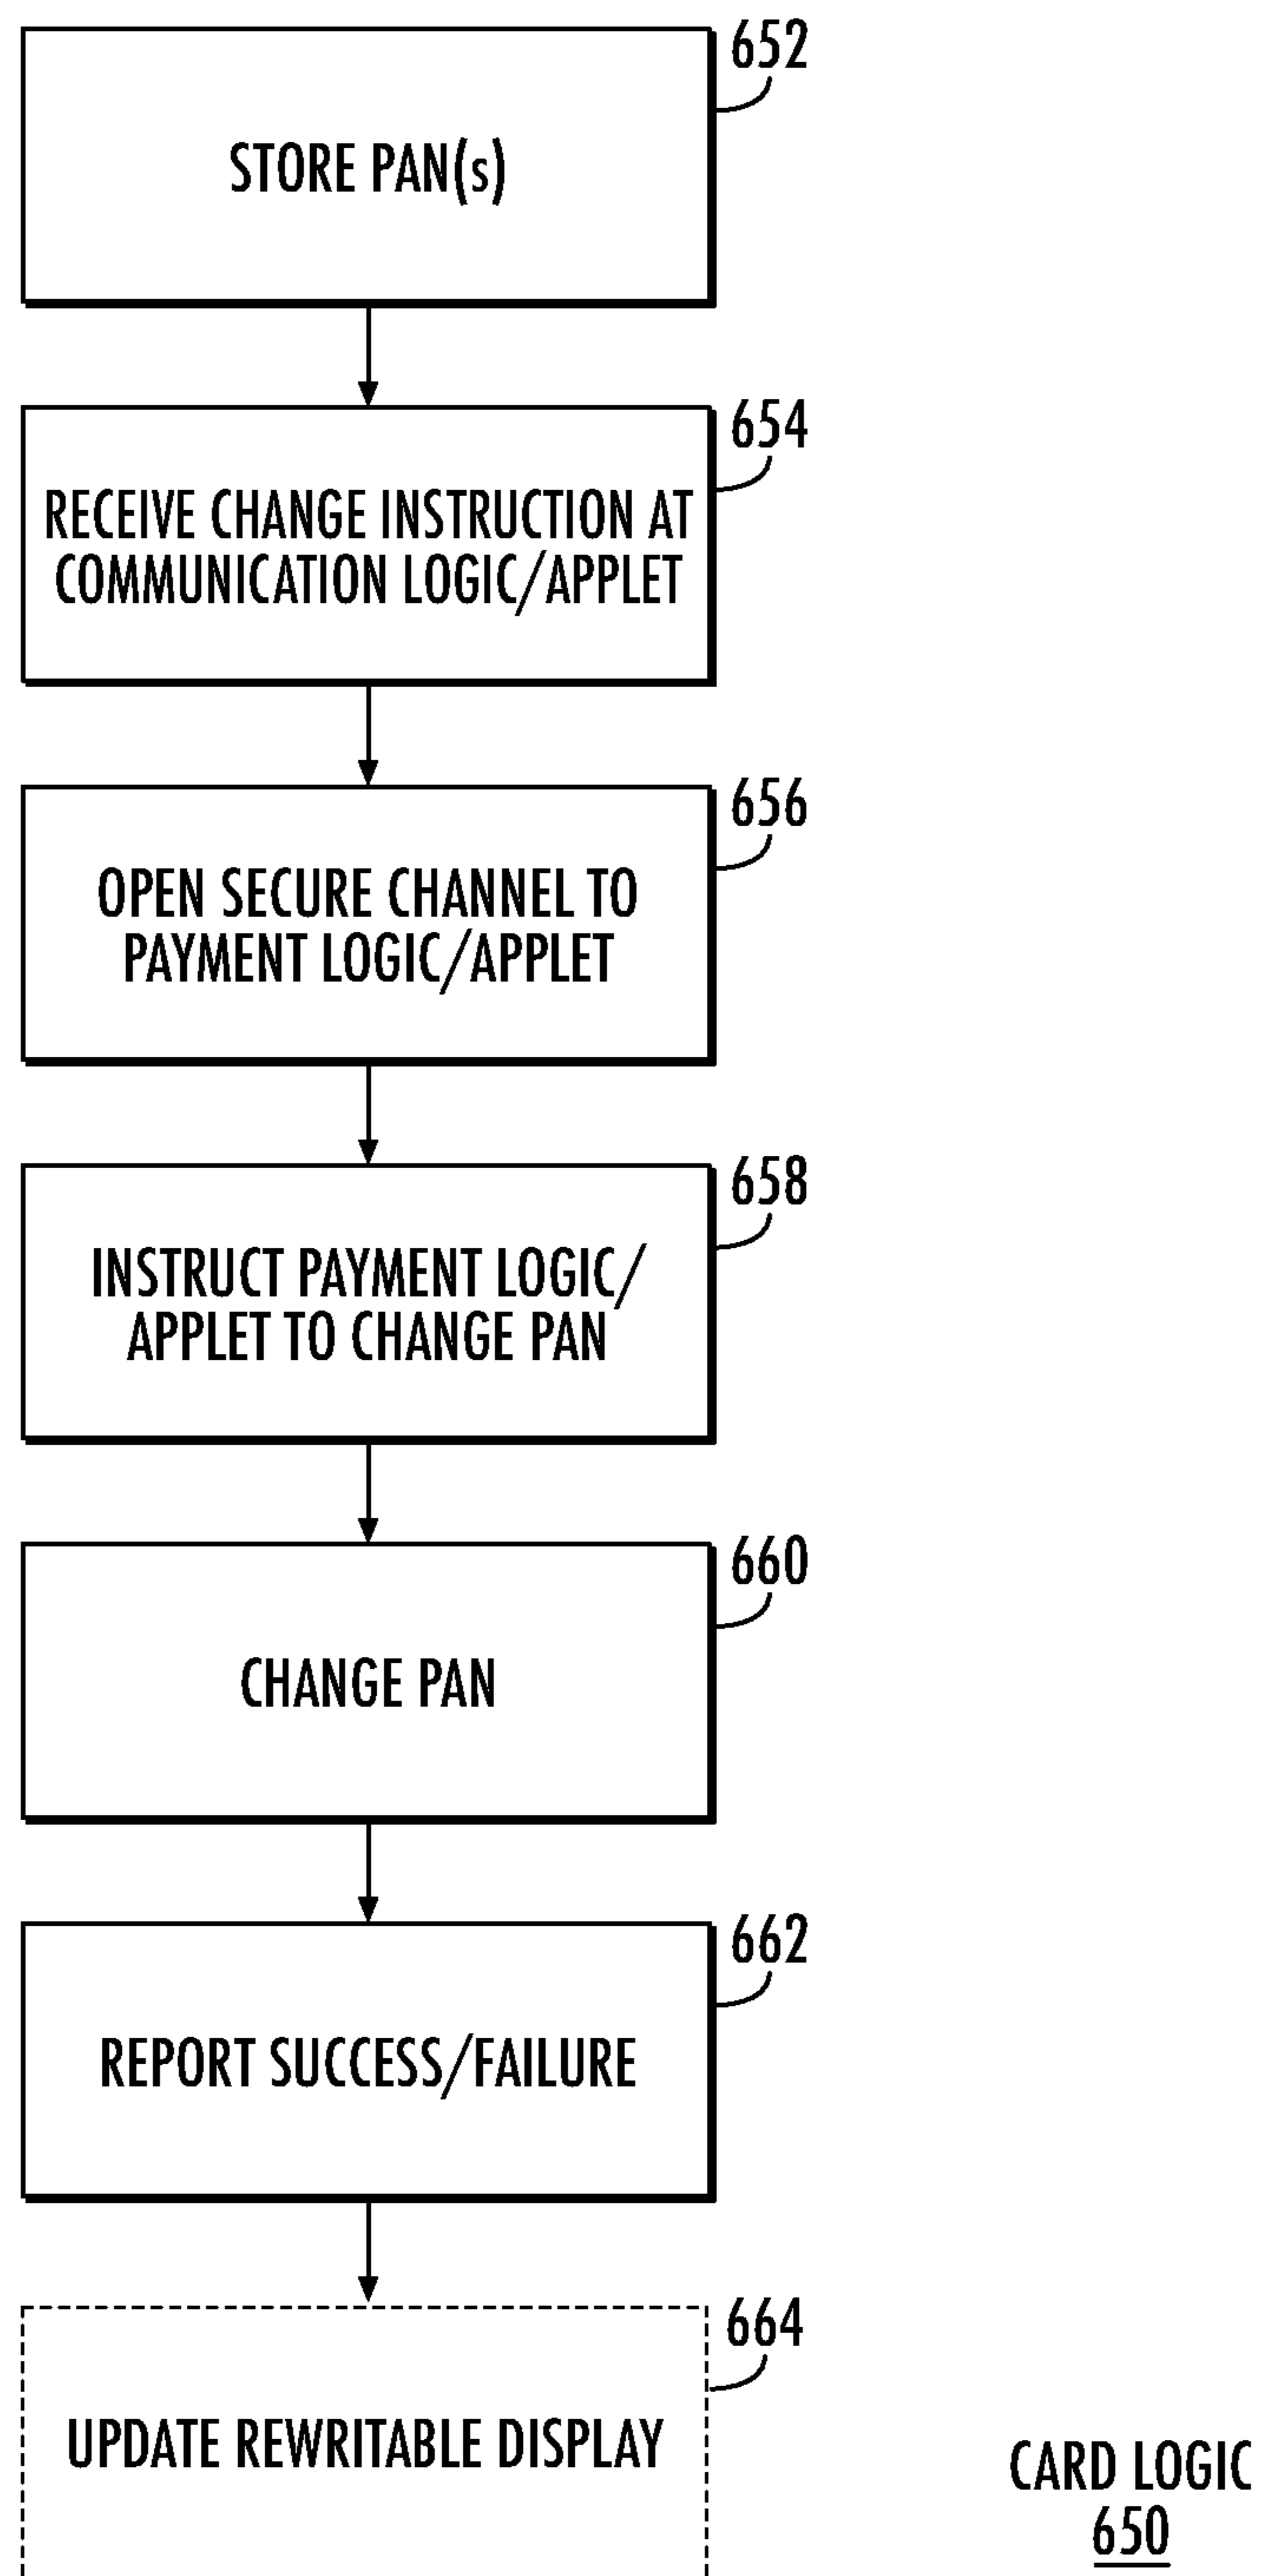 652
STORE PAN(s)
654
RECEIVE CHANGE INSTRUCTION AT
COMMUNICATION LOGIC/APPLET
656
OPEN SECURE CHANNEL TO
PAYMENT LOGIC/APPLET
658
INSTRUCT PAYMENT LOGIC/
APPLET TO CHANGE PAN
660
CHANGE PAN
662
REPORT SUCCESS/FAILURE
664
UPDATE REWRITABLE DISPLAY
CARD LOGIC
650